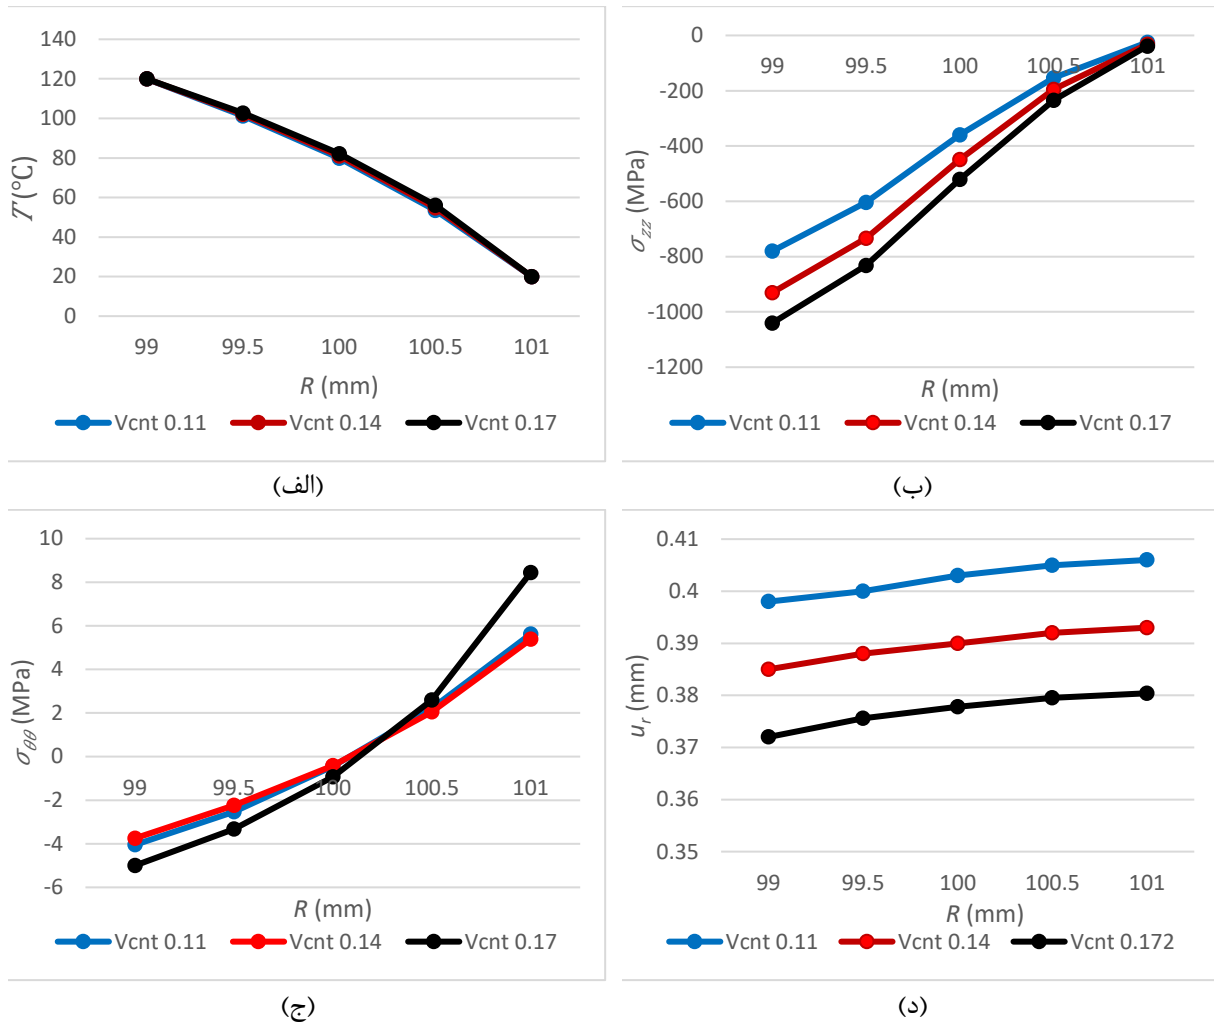 140
120
100
80
60
40
20
0
T (°C)
99 99.5 100 100.5 101
R (mm)
Vcnt 0.11 Vcnt 0.14 Vcnt 0.17
(الف)
0
-200
-400
-600
-800
-1000
-1200
σzz (MPa)
99 99.5 100 100.5 101
R (mm)
Vcnt 0.11 Vcnt 0.14 Vcnt 0.17
(ب)
10
8
6
4
2
0
-2
-4
-6
σθθ (MPa)
99 99.5 100 100.5 101
R (mm)
Vcnt 0.11 Vcnt 0.14 Vcnt 0.17
(ج)
0.41
0.4
0.39
0.38
0.37
0.36
0.35
ur (mm)
99 99.5 100 100.5 101
R (mm)
Vcnt 0.11 Vcnt 0.14 Vcnt 0.172
(د)